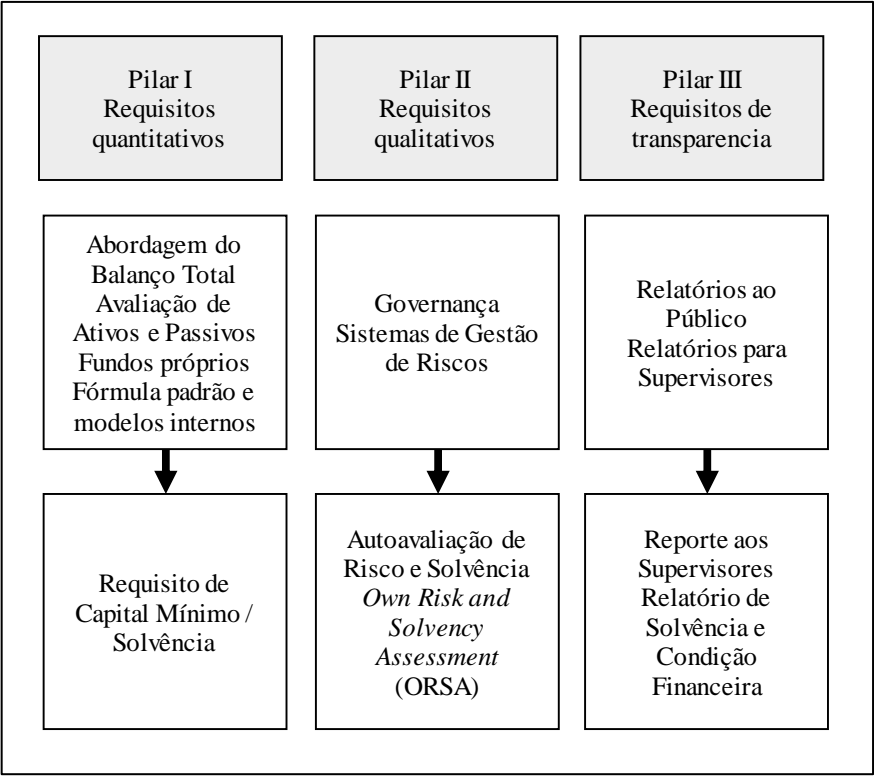 Pilar I
Requisitos
quantitativos
Pilar II
Requisitos
qualitativos
Pilar III
Requisitos de
transparencia
Abordagem do
Balanço Total
Avaliação de
Ativos e Passivos
Fundos próprios
Fórmula padrão e
modelos internos
Governança
Sistemas de Gestão
de Riscos
Relatórios ao
Público
Relatórios para
Supervisores
Requisito de
Capital Mínimo /
Solvência
Autoavaliação de
Risco e Solvência
Own Risk and
Solvency
Assessment
(ORSA)
Reporte aos
Supervisores
Relatório de
Solvência e
Condição
Financeira